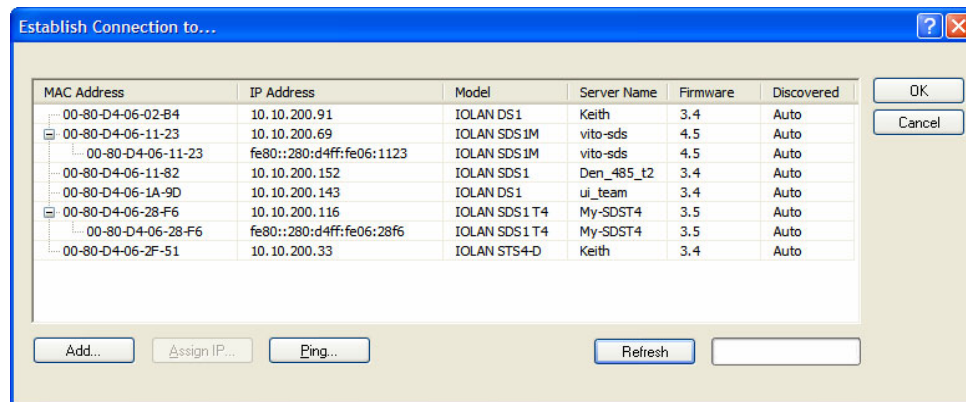 Establish Connection to...
MAC Address IP Address Model Server Name Firmware Discovered
00-80-D4-06-02-B4 10.10.200.91 IOLAN DS1 Keith 3.4 Auto
00-80-D4-06-11-23 10.10.200.69 IOLAN SDS1M vito-sds 4.5 Auto
00-80-D4-06-11-23 fe80::280:d4ff:fe06:1123 IOLAN SDS1M vito-sds 4.5 Auto
00-80-D4-06-11-82 10.10.200.152 IOLAN SDS1 Den_485_t2 3.4 Auto
00-80-D4-06-1A-9D 10.10.200.143 IOLAN DS1 ui_team 3.4 Auto
00-80-D4-06-28-F6 10.10.200.116 IOLAN SDS1 T4 My-SDST4 3.5 Auto
00-80-D4-06-28-F6 fe80::280:d4ff:fe06:28f6 IOLAN SDS1 T4 My-SDST4 3.5 Auto
00-80-D4-06-2F-51 10.10.200.33 IOLAN STS4-D Keith 3.4 Auto
OK
Cancel
Add... Assign IP... Ping... Refresh